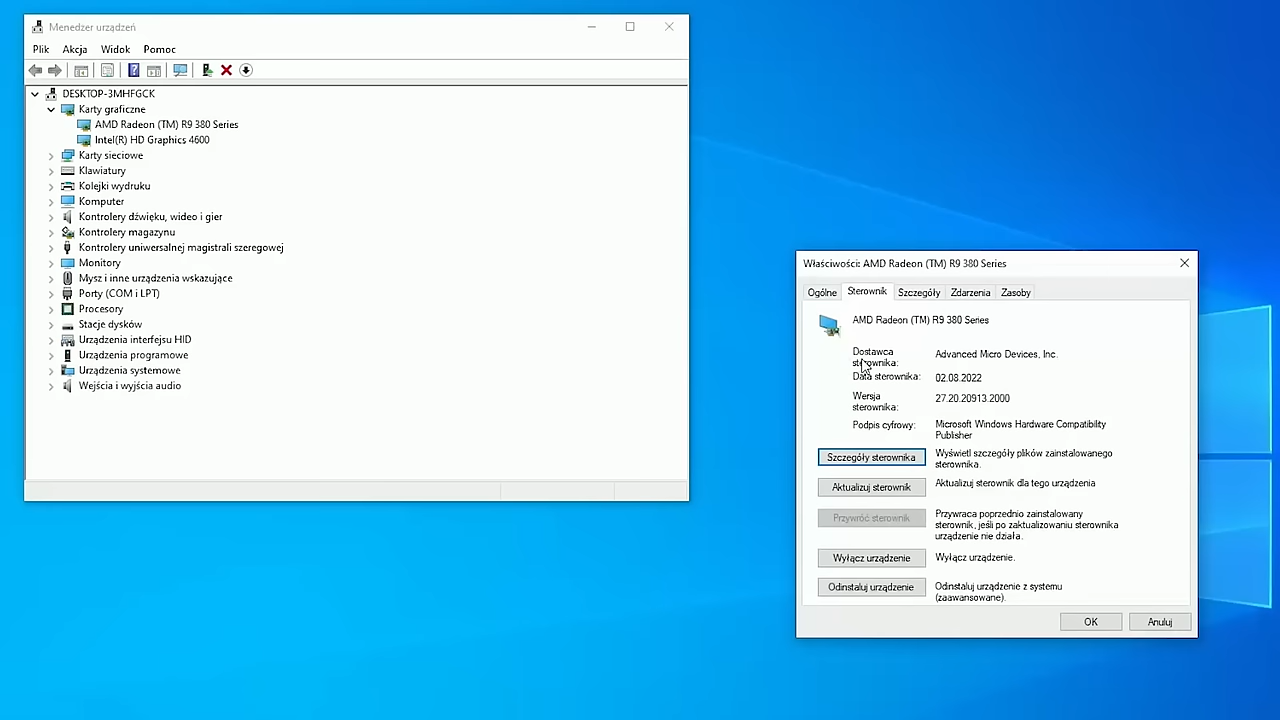 Menedżer urządzeń
Plik Akcja Widok Pomoc
DESKTOP-3MHFGCK
Karty graficzne
AMD Radeon (TM) R9 380 Series
Intel(R) HD Graphics 4600
Karty sieciowe
Klawiatury
Kolejki wydruku
Komputer
Kontrolery dźwięku, wideo i gier
Kontrolery magazynu
Kontrolery uniwersalnej magistrali szeregowej
Monitory
Mysz i inne urządzenia wskazujące
Porty (COM i LPT)
Procesory
Stacje dysków
Urządzenia interfejsu HID
Urządzenia programowe
Urządzenia systemowe
Wejścia i wyjścia audio
Właściwości: AMD Radeon (TM) R9 380 Series
Ogólne Sterownik Szczegóły Zdarzenia Zasoby
AMD Radeon (TM) R9 380 Series
Dostawca
sterownika:
Advanced Micro Devices, Inc.
Data sterownika: 02.08.2022
Wersja
sterownika:
27.20.20913.2000
Podpis cyfrowy: Microsoft Windows Hardware Compatibility
Publisher
Szczegóły sterownika
Wyświetl szczegóły plików zainstalowanego
sterownika.
Aktualizuj sterownik
Aktualizuj sterownik dla tego urządzenia
Przywróć sterownik
Przywraca poprzednio zainstalowany
sterownik, jeśli po zaktualizowaniu sterownika
urządzenie nie działa.
Wyłącz urządzenie
Wyłącz urządzenie.
Odinstaluj urządzenie
Odinstaluj urządzenie z systemu
(zaawansowane).
OK Anuluj